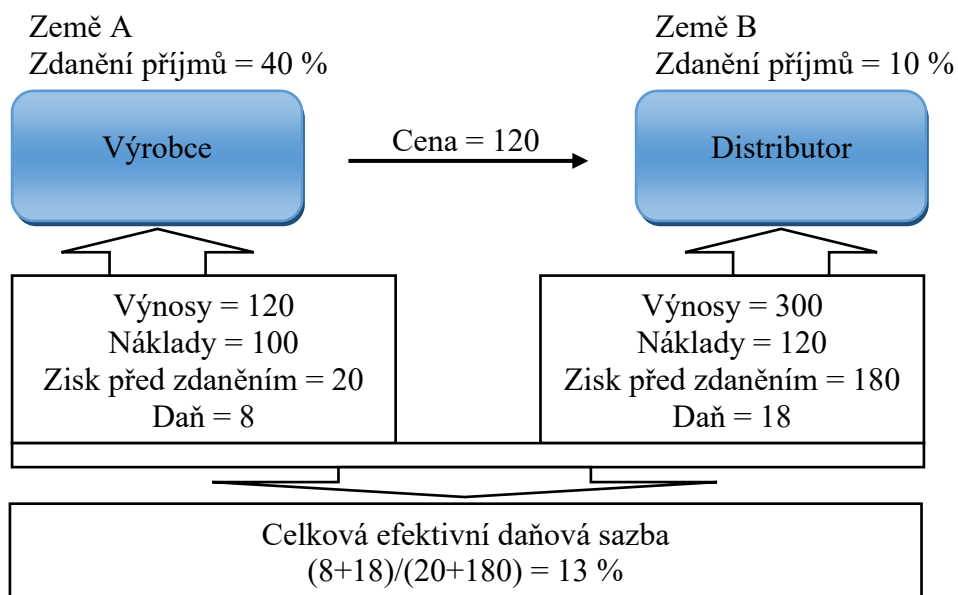 Země A
Zdanění příjmů = 40 %
Země B
Zdanění příjmů = 10 %
Výrobce
Cena = 120
Distributor
Výnosy = 120
Náklady = 100
Zisk před zdaněním = 20
Daň = 8
Výnosy = 300
Náklady = 120
Zisk před zdaněním = 180
Daň = 18
Celková efektivní daňová sazba
(8+18)/(20+180) = 13 %